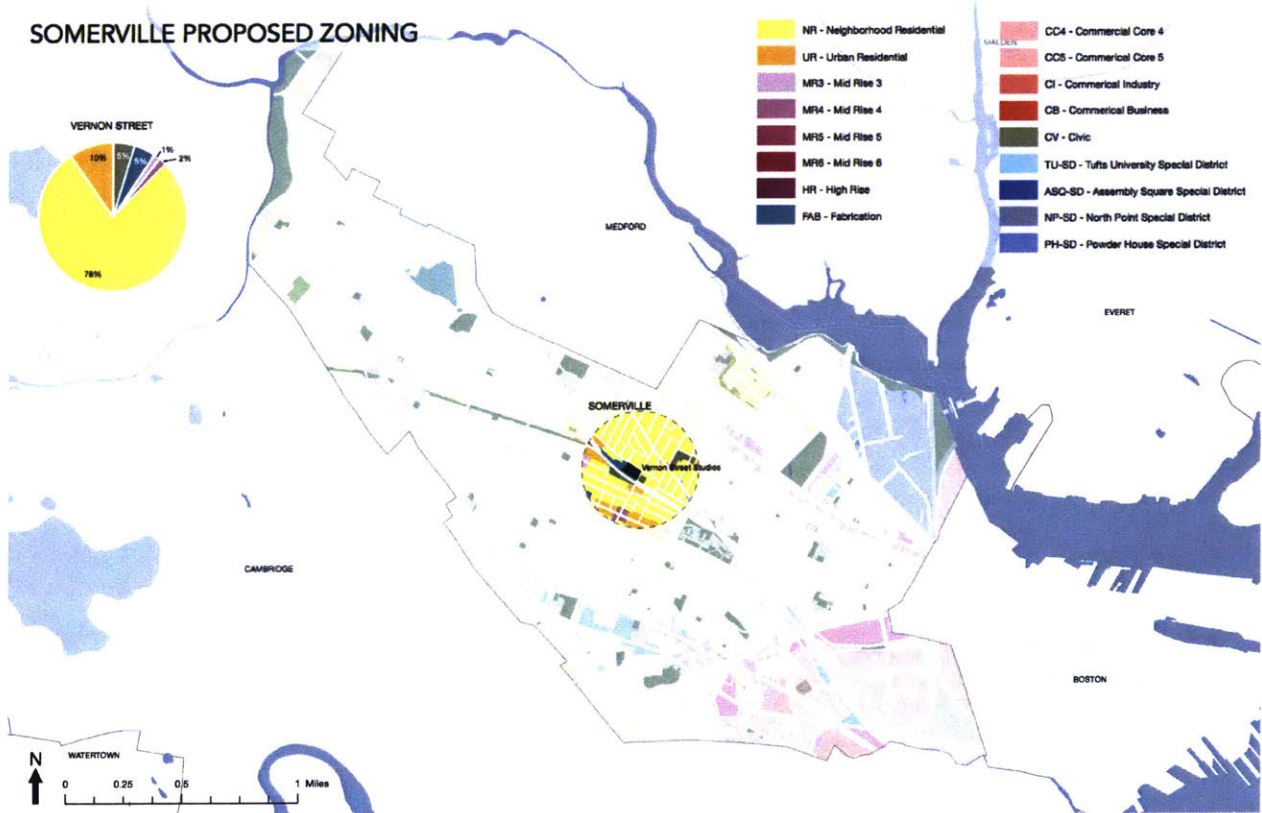 SOMERVILLE PROPOSED ZONING
VERNON STREET
10%
5%
5%
1%
2%
78%
NR - Neighborhood Residential
UR - Urban Residential
MR3 - Mid Rise 3
MR4 - Mid Rise 4
MR5 - Mid Rise 5
MR6 - Mid Rise 6
HR - High Rise
FAB - Fabrication
CC4 - Commercial Core 4
CC5 - Commerical Core 5
CI - Commerical Industry
CB - Commerical Business
CV - Civic
TU-SD - Tufts University Special District
ASQ-SD - Assembly Square Special District
NP-SD - North Point Special District
PH-SD - Powder House Special District
MALDEN
MEDFORD
EVERET
SOMERVILLE
Vernon Street Studios
CAMBRIDGE
BOSTON
WATERTOWN
N
0 0.25 0.5 1 Miles